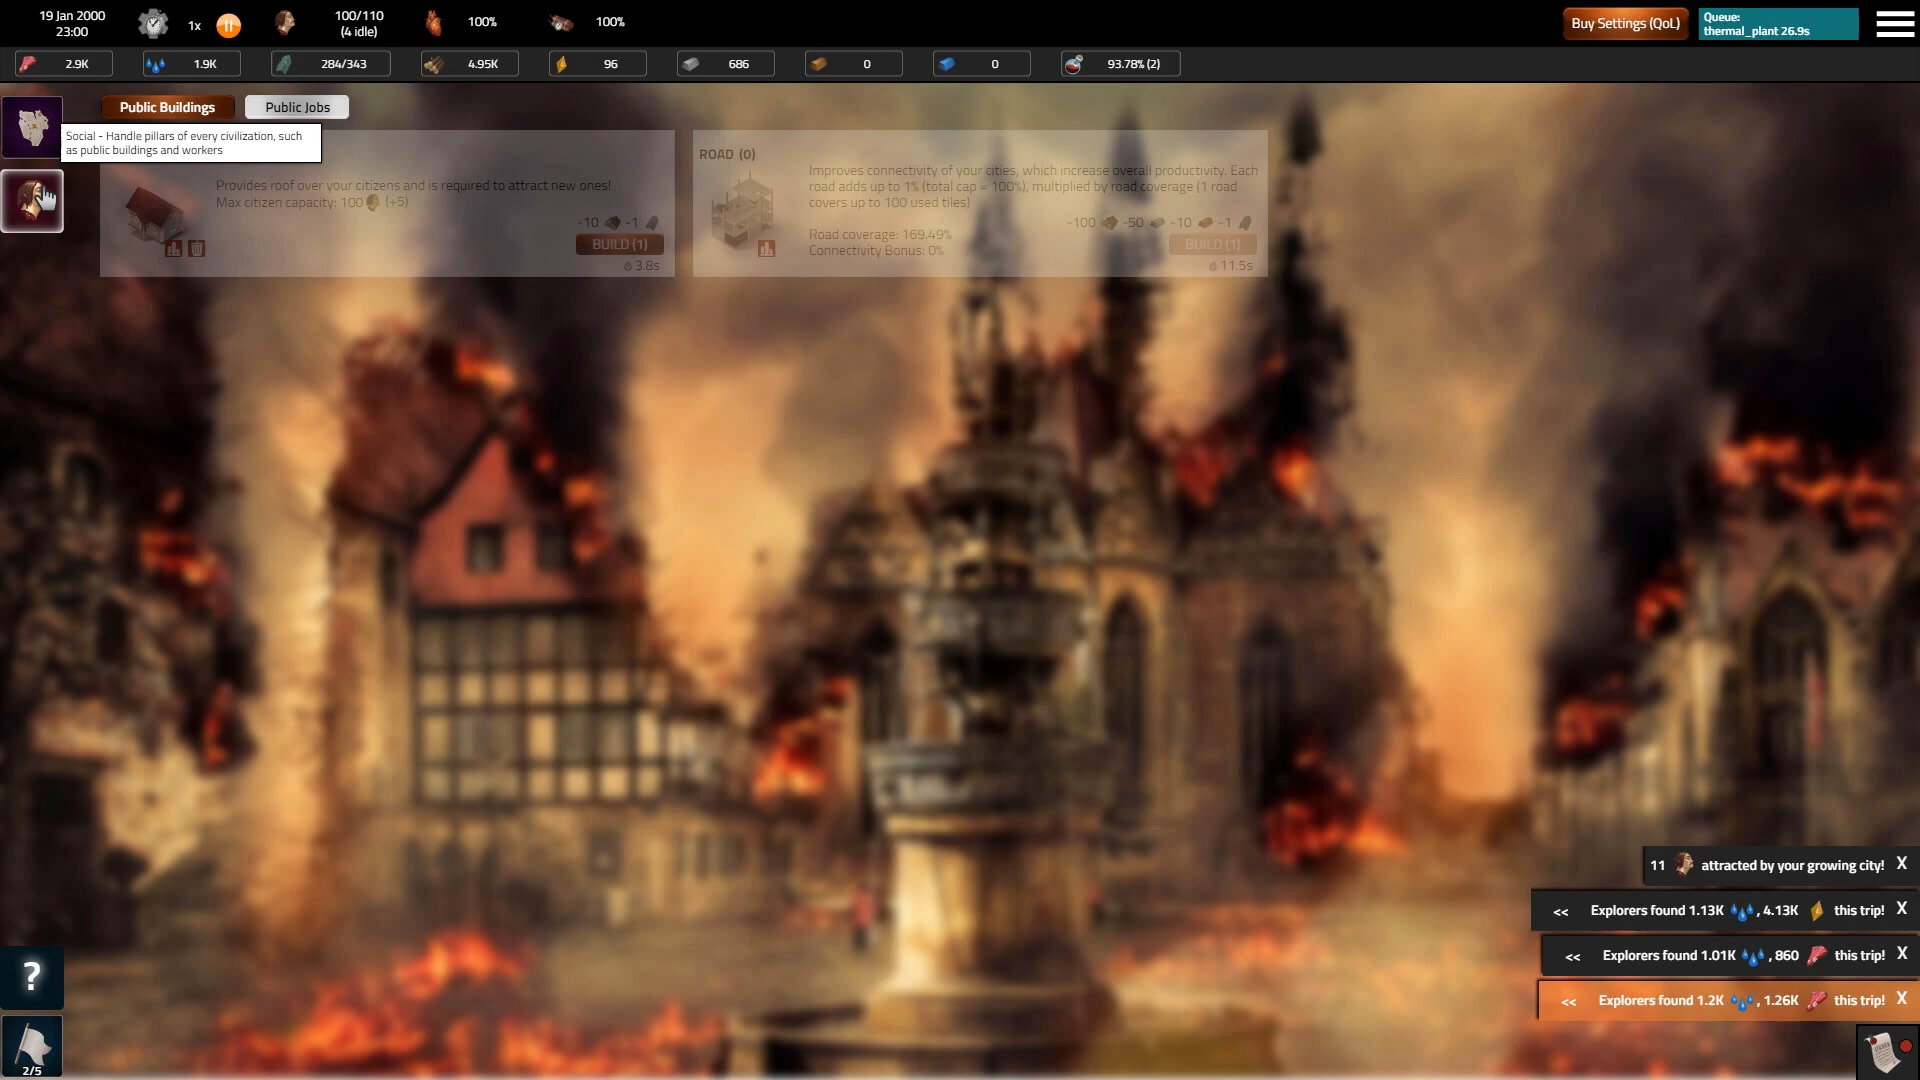 19 Jan 2000
23:00
1x
100/110
(4 idle)
100%
100%
Buy Settings (QoL)
Queue:
thermal_plant 26.9s
2.9K
1.9K
284/343
4.95K
96
686
0
0
93.78% (2)
Public Buildings
Public Jobs
Social - Handle pillars of every civilization, such
as public buildings and workers
Provides roof over your citizens and is required to attract new ones!
Max citizen capacity: 100 (+5)
-10 -1
BUILD (1)
3.8s
ROAD (0)
Improves connectivity of your cities, which increase overall productivity. Each
road adds up to 1% (total cap = 100%), multiplied by road coverage (1 road
covers up to 100 used tiles)
-100 -50 -10 -1
Road coverage: 169.49%
Connectivity Bonus: 0%
BUILD (1)
11.5s
11 attracted by your growing city! X
<< Explorers found 1.13K , 4.13K this trip! X
<< Explorers found 1.01K , 860 this trip! X
<< Explorers found 1.2K , 1.26K this trip! X
?
2/5